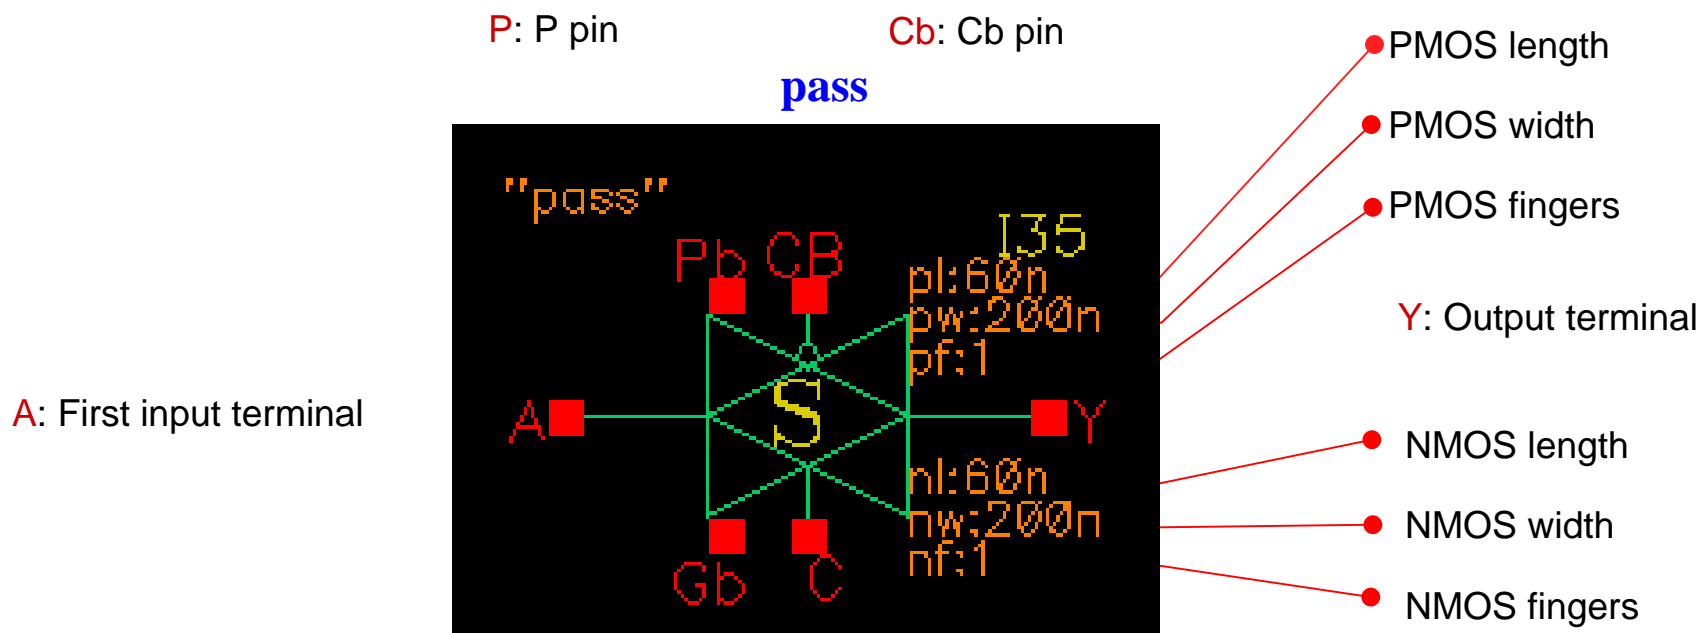 P: P pin
Cb: Cb pin
pass
PMOS length
PMOS width
PMOS fingers
"pass"
I35
Pb
CB
pl:60n
pw:200n
pf:1
Y: Output terminal
A: First input terminal
A
S
Y
nl:60n
nw:200n
nf:1
Gb
C
NMOS length
NMOS width
NMOS fingers